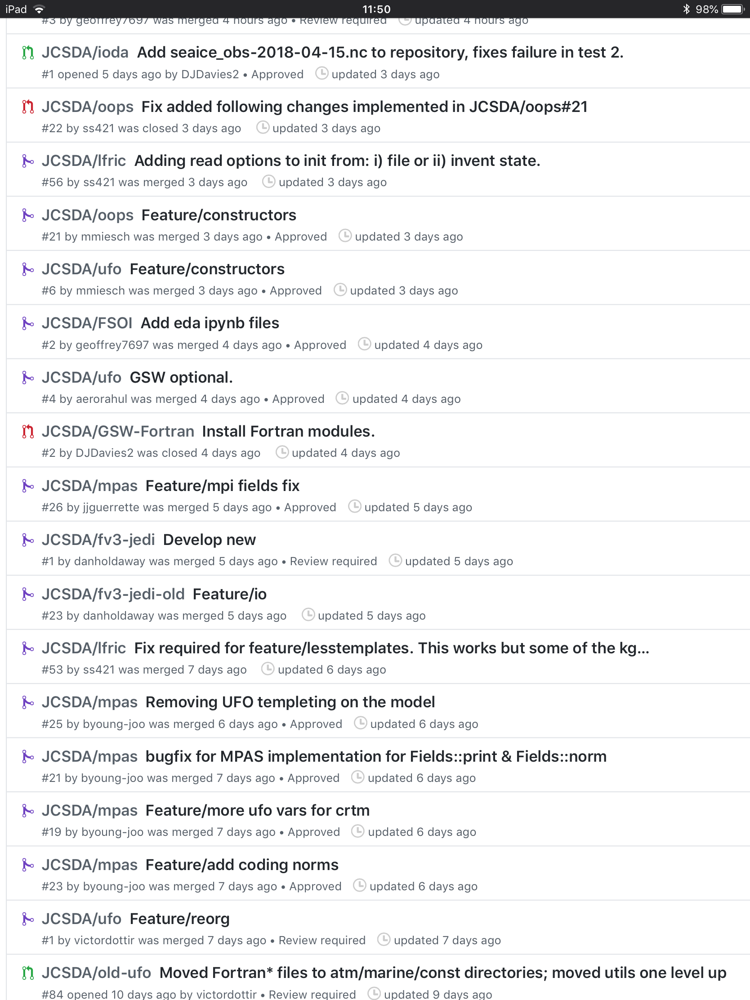 iPad 11:50 98%
#3 by geoffrey7697 was merged 4 hours ago • Review required updated 4 hours ago
JCSDA/ioda Add seaice_obs-2018-04-15.nc to repository, fixes failure in test 2.
#1 opened 5 days ago by DJDavies2 • Approved updated 3 days ago
JCSDA/oops Fix added following changes implemented in JCSDA/oops#21
#22 by ss421 was closed 3 days ago updated 3 days ago
JCSDA/lfric Adding read options to init from: i) file or ii) invent state.
#56 by ss421 was merged 3 days ago updated 3 days ago
JCSDA/oops Feature/constructors
#21 by mmiesch was merged 3 days ago • Approved updated 3 days ago
JCSDA/ufo Feature/constructors
#6 by mmiesch was merged 3 days ago • Approved updated 3 days ago
JCSDA/FSOI Add eda ipynb files
#2 by geoffrey7697 was merged 4 days ago • Approved updated 4 days ago
JCSDA/ufo GSW optional.
#4 by aerorahul was merged 4 days ago • Approved updated 4 days ago
JCSDA/GSW-Fortran Install Fortran modules.
#2 by DJDavies2 was closed 4 days ago updated 4 days ago
JCSDA/mpas Feature/mpi fields fix
#26 by jjguerrette was merged 5 days ago • Approved updated 5 days ago
JCSDA/fv3-jedi Develop new
#1 by danholdaway was merged 5 days ago • Review required updated 5 days ago
JCSDA/fv3-jedi-old Feature/io
#23 by danholdaway was merged 5 days ago updated 5 days ago
JCSDA/lfric Fix required for feature/lesstemplates. This works but some of the kg...
#53 by ss421 was merged 7 days ago updated 6 days ago
JCSDA/mpas Removing UFO templeting on the model
#25 by byoung-joo was merged 6 days ago • Approved updated 6 days ago
JCSDA/mpas bugfix for MPAS implementation for Fields::print & Fields::norm
#21 by byoung-joo was merged 7 days ago • Approved updated 6 days ago
JCSDA/mpas Feature/more ufo vars for crtm
#19 by byoung-joo was merged 7 days ago • Approved updated 6 days ago
JCSDA/mpas Feature/add coding norms
#23 by byoung-joo was merged 7 days ago • Approved updated 6 days ago
JCSDA/ufo Feature/reorg
#1 by victordottir was merged 7 days ago • Review required updated 7 days ago
JCSDA/old-ufo Moved Fortran* files to atm/marine/const directories; moved utils one level up
#84 opened 10 days ago by victordottir • Review required updated 9 days ago